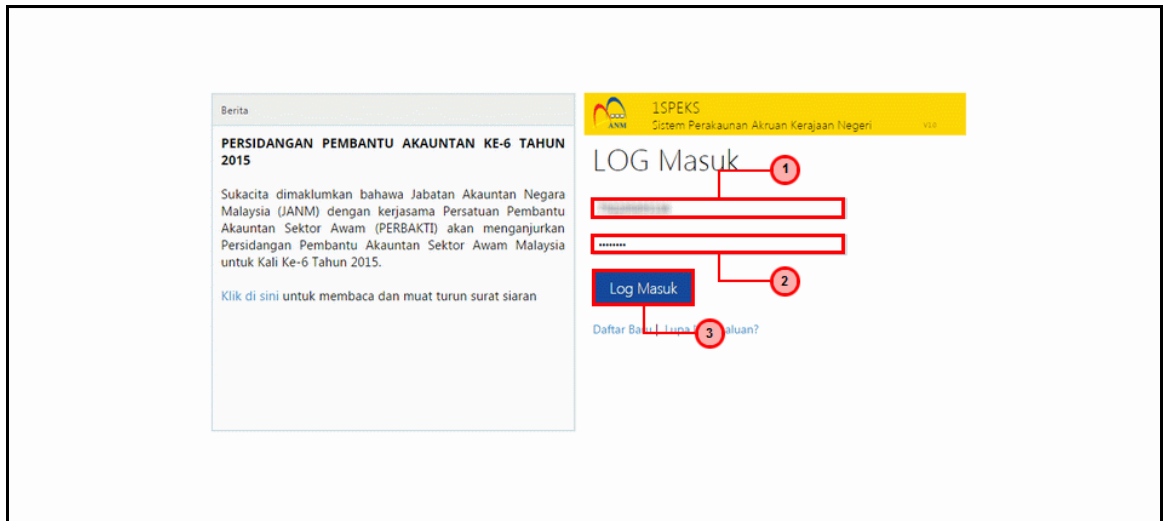 Berita
PERSIDANGAN PEMBANTU AKAUNTAN KE-6 TAHUN
2015
Sukacita dimaklumkan bahawa Jabatan Akauntan Negara
Malaysia (JANM) dengan kerjasama Persatuan Pembantu
Akauntan Sektor Awam (PERBAKTI) akan menganjurkan
Persidangan Pembantu Akauntan Sektor Awam Malaysia
untuk Kali Ke-6 Tahun 2015.
Klik di sini untuk membaca dan muat turun surat siaran
ANM
1SPEKS
Sistem Perakaunan Akruan Kerajaan Negeri
V1.0
LOG Masuk
1
••••••••
2
Log Masuk
3
Daftar Baru | Lupa